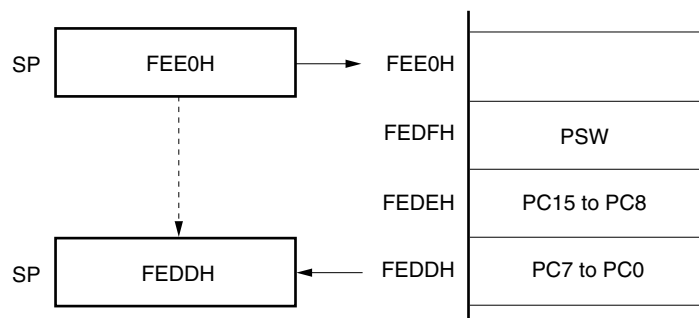 SP FEE0H FEE0H
FEDFH PSW
FEDEH PC15 to PC8
SP FEDDH FEDDH PC7 to PC0